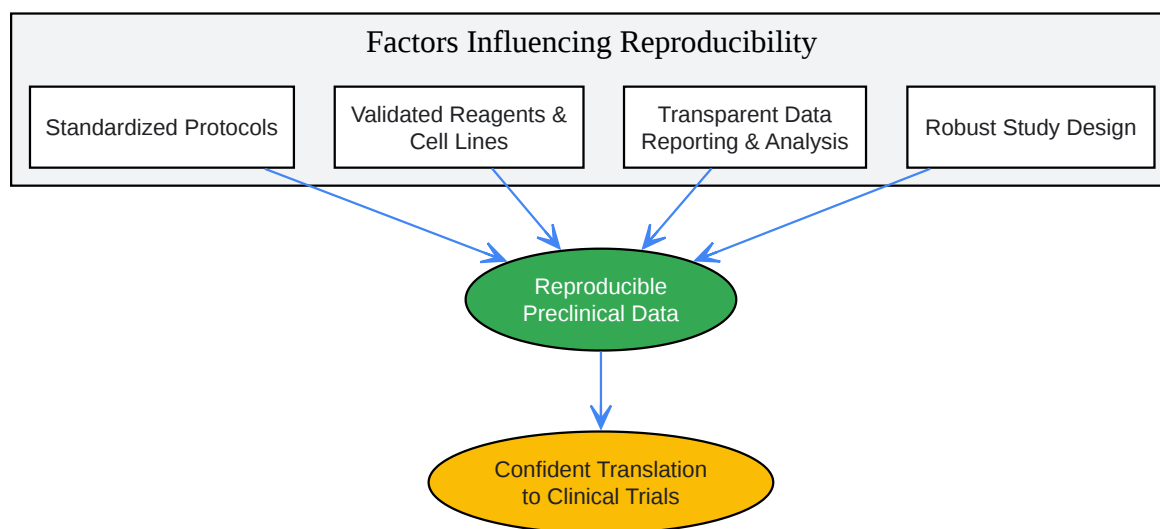 Factors Influencing Reproducibility
Standardized Protocols
Validated Reagents &
Cell Lines
Transparent Data
Reporting & Analysis
Robust Study Design
Reproducible
Preclinical Data
Confident Translation
to Clinical Trials